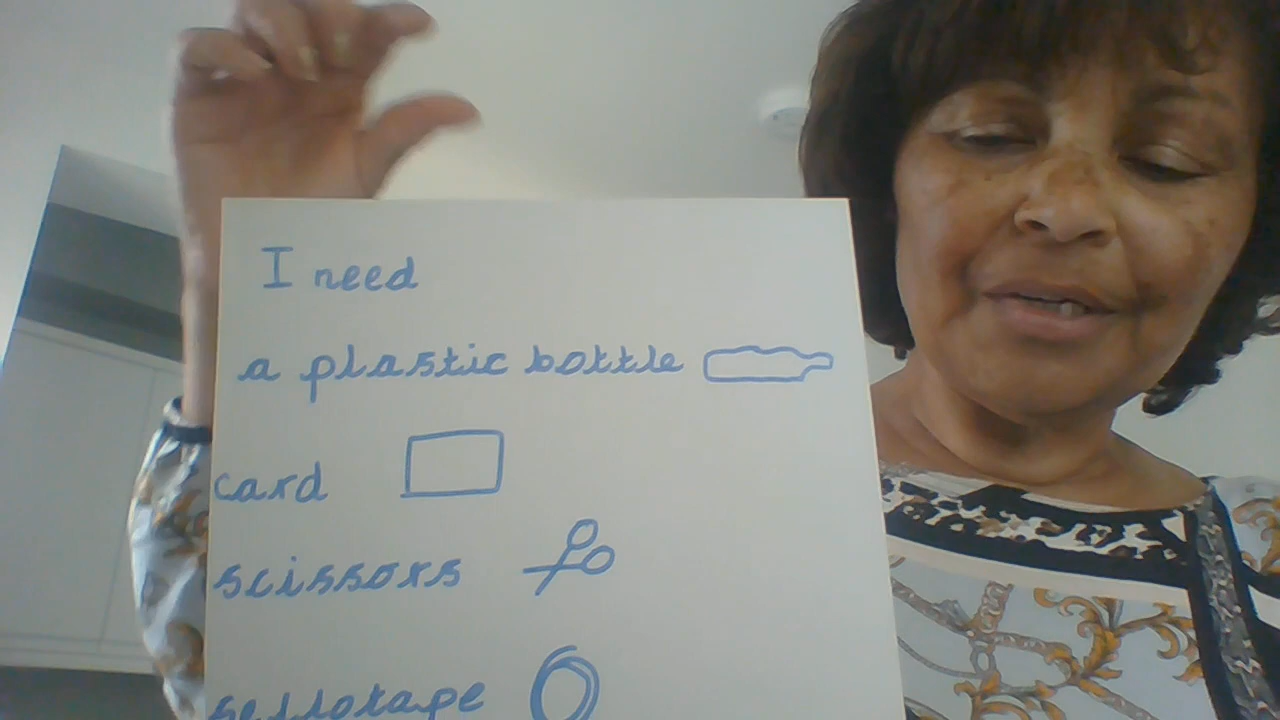 I need
a plastic bottle
card
scissors
sellotape